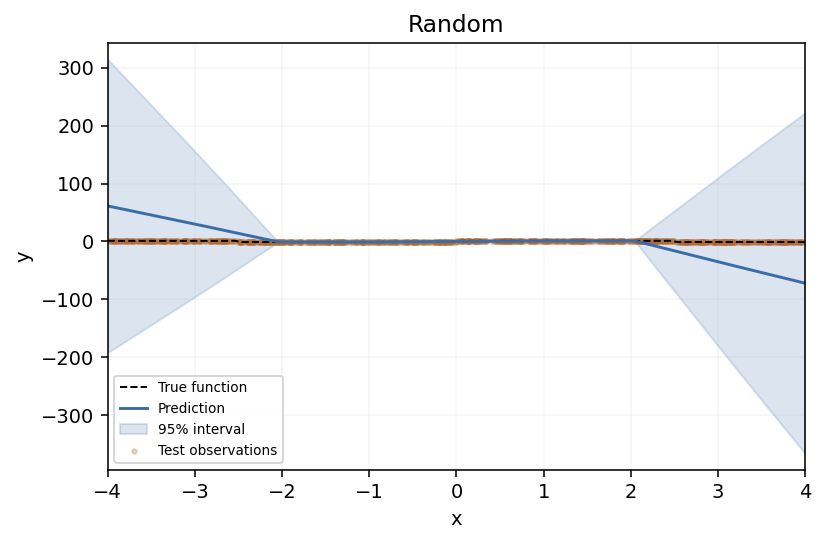 Random
300
200
100
0
−100
−200
−300
y
True function
Prediction
95% interval
Test observations
−4
−3
−2
−1
0
1
2
3
4
x